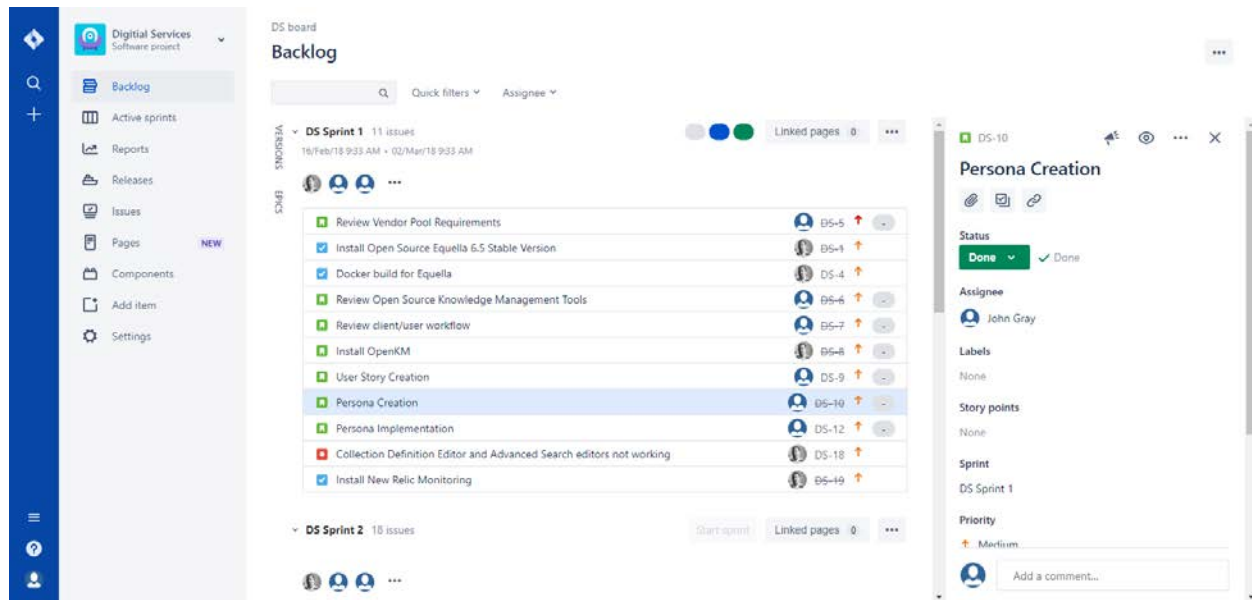 Digitial Services
Software project
Backlog
Active sprints
Reports
Releases
Issues
Pages NEW
Components
Add item
Settings
DS board
Backlog
Quick filters
Assignee
VERSIONS
EPICS
DS Sprint 1 11 issues
Linked pages 0
16/Feb/18 9:33 AM • 02/Mar/18 9:33 AM
Review Vendor Pool Requirements DS-5 -
Install Open Source Equella 6.5 Stable Version DS-1
Docker build for Equella DS-4
Review Open Source Knowledge Management Tools DS-6 -
Review client/user workflow DS-7 -
Install OpenKM DS-8 -
User Story Creation DS-9 -
Persona Creation DS-10 -
Persona Implementation DS-12 -
Collection Definition Editor and Advanced Search editors not working DS-18
Install New Relic Monitoring DS-19
DS Sprint 2 18 issues
Start sprint
Linked pages 0
DS-10
Persona Creation
Status
Done
Done
Assignee
John Gray
Labels
None
Story points
None
Sprint
DS Sprint 1
Priority
Medium
Add a comment...